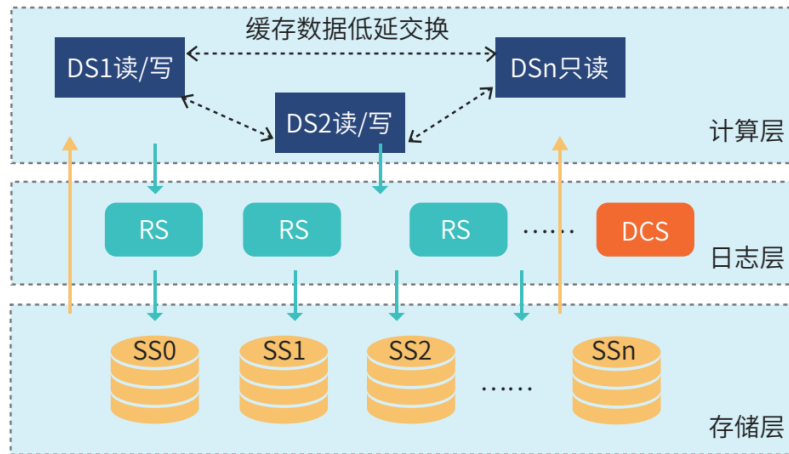 缓存数据低延交换
DS1读/写
DSn只读
DS2读/写
计算层
RS
RS
RS
……
DCS
日志层
SS0
SS1
SS2
SSn
……
存储层